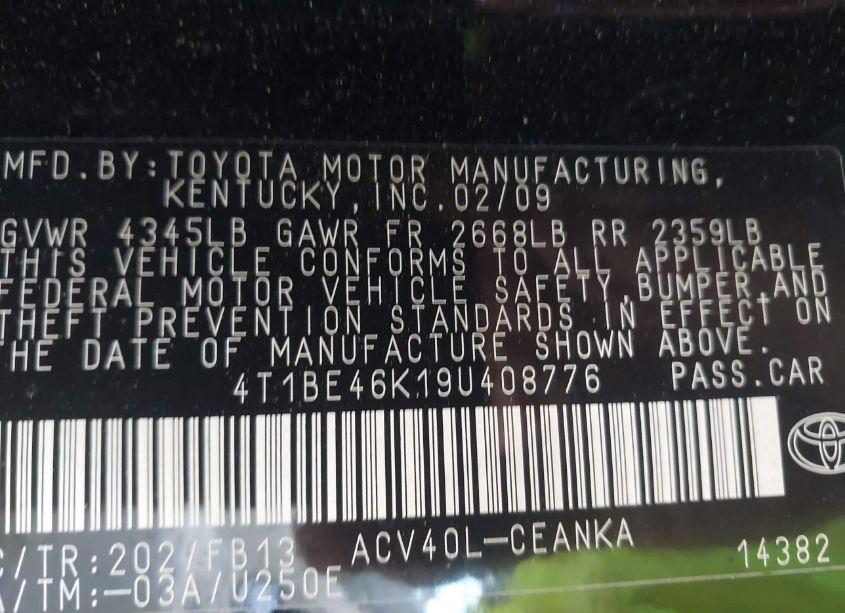 MFD.BY:TOYOTA MOTOR MANUFACTURING,
KENTUCKY,INC.02/09
GVWR 4345LB GAWR FR 2668LB RR 2359LB
THIS VEHICLE CONFORMS TO ALL APPLICABLE
FEDERAL MOTOR VEHICLE SAFETY,BUMPER,AND
THEFT PREVENTION STANDARDS IN EFFECT ON
THE DATE OF MANUFACTURE SHOWN ABOVE.
4T1BE46K19U408776 PASS.CAR
C/TR:202/FB13 ACV40L-CEANKA 14382
A/TM:-03A/U250E